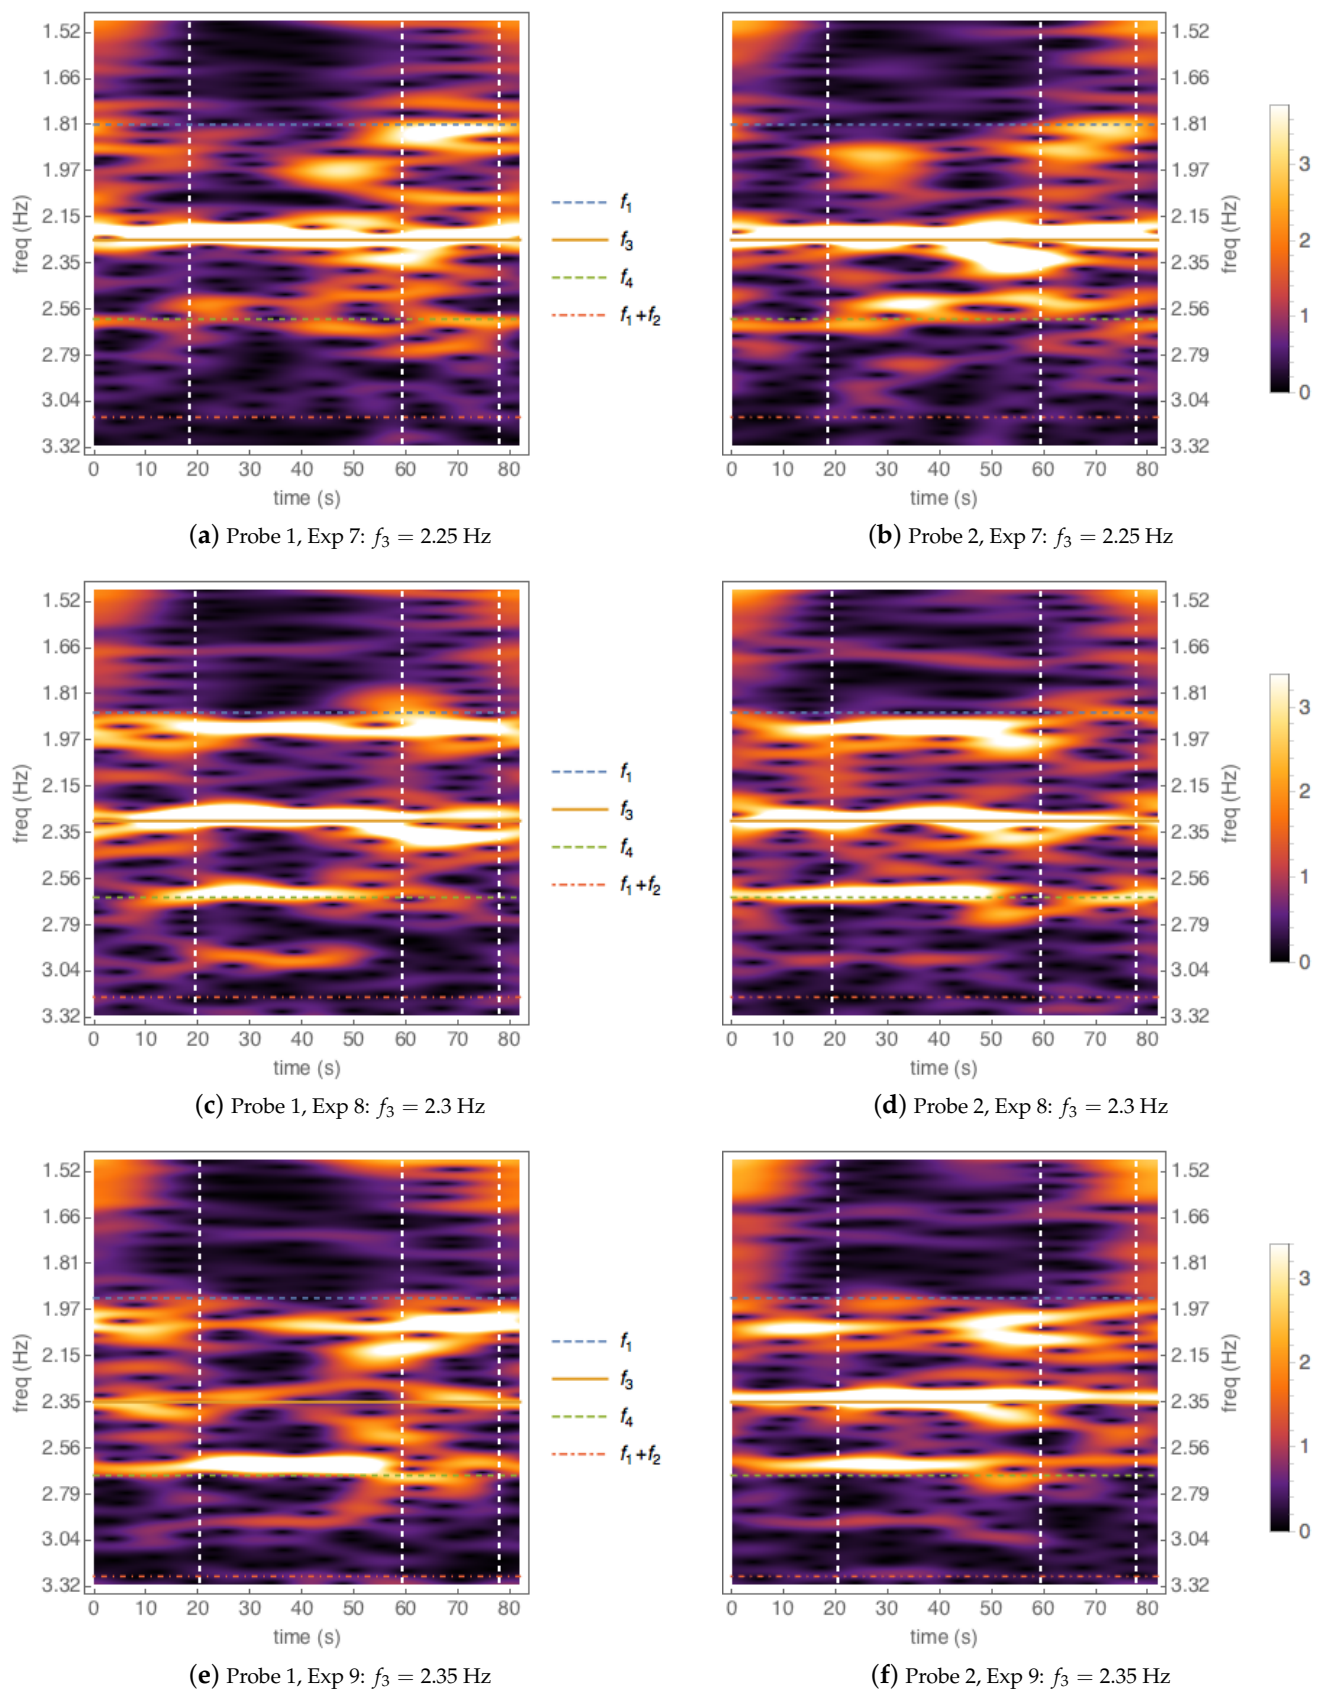 1.52
1.66
1.81
1.97
2.15
2.35
2.56
2.79
3.04
3.32
freq (Hz)
0 10 20 30 40 50 60 70 80
time (s)
f1
f3
f4
f1+f2
1.52
1.66
1.81
1.97
2.15
2.35
2.56
2.79
3.04
3.32
freq (Hz)
0 10 20 30 40 50 60 70 80
time (s)
3
2
1
0
(a) Probe 1, Exp 7: f3 = 2.25 Hz
(b) Probe 2, Exp 7: f3 = 2.25 Hz
1.52
1.66
1.81
1.97
2.15
2.35
2.56
2.79
3.04
3.32
freq (Hz)
0 10 20 30 40 50 60 70 80
time (s)
f1
f3
f4
f1+f2
1.52
1.66
1.81
1.97
2.15
2.35
2.56
2.79
3.04
3.32
freq (Hz)
0 10 20 30 40 50 60 70 80
time (s)
3
2
1
0
(c) Probe 1, Exp 8: f3 = 2.3 Hz
(d) Probe 2, Exp 8: f3 = 2.3 Hz
1.52
1.66
1.81
1.97
2.15
2.35
2.56
2.79
3.04
3.32
freq (Hz)
0 10 20 30 40 50 60 70 80
time (s)
f1
f3
f4
f1+f2
1.52
1.66
1.81
1.97
2.15
2.35
2.56
2.79
3.04
3.32
freq (Hz)
0 10 20 30 40 50 60 70 80
time (s)
3
2
1
0
(e) Probe 1, Exp 9: f3 = 2.35 Hz
(f) Probe 2, Exp 9: f3 = 2.35 Hz